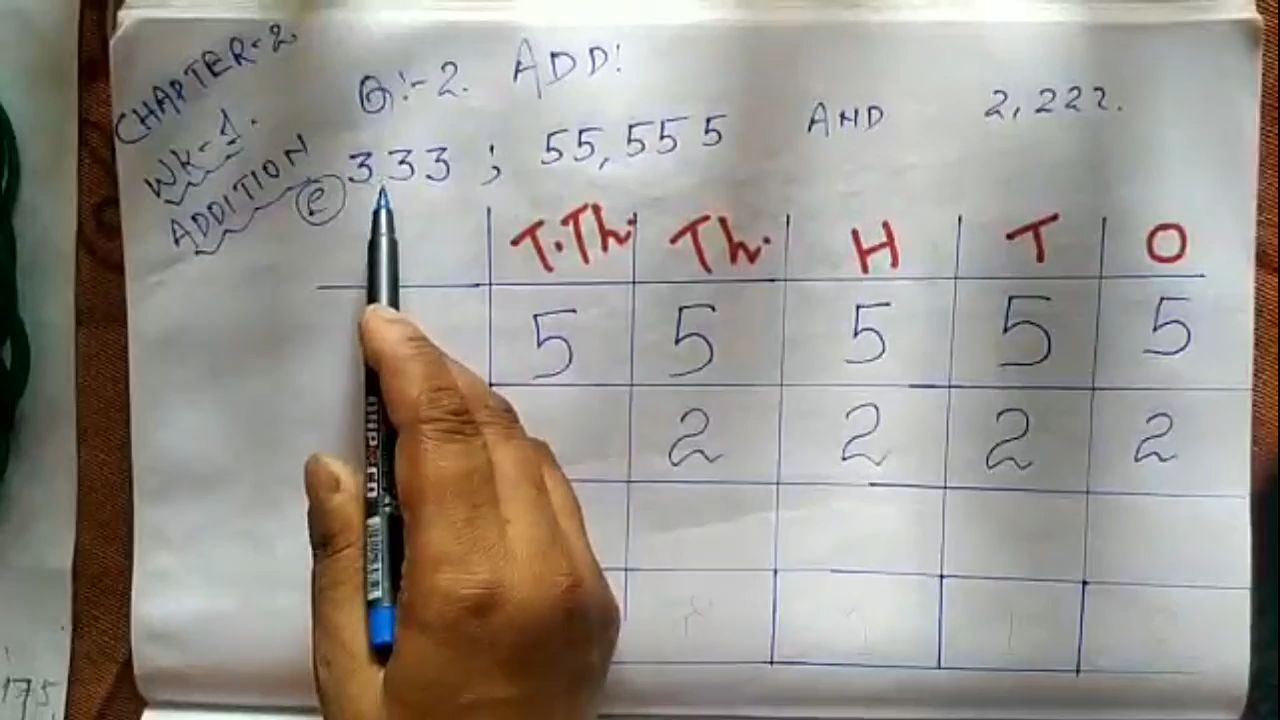 CHAPTER-2.
WK-1.
ADDITION
Q:-2. ADD!
e 333 ; 55,555 AND 2,222.
T.Th. Th. H T O
5 5 5 5 5
2 2 2 2
175